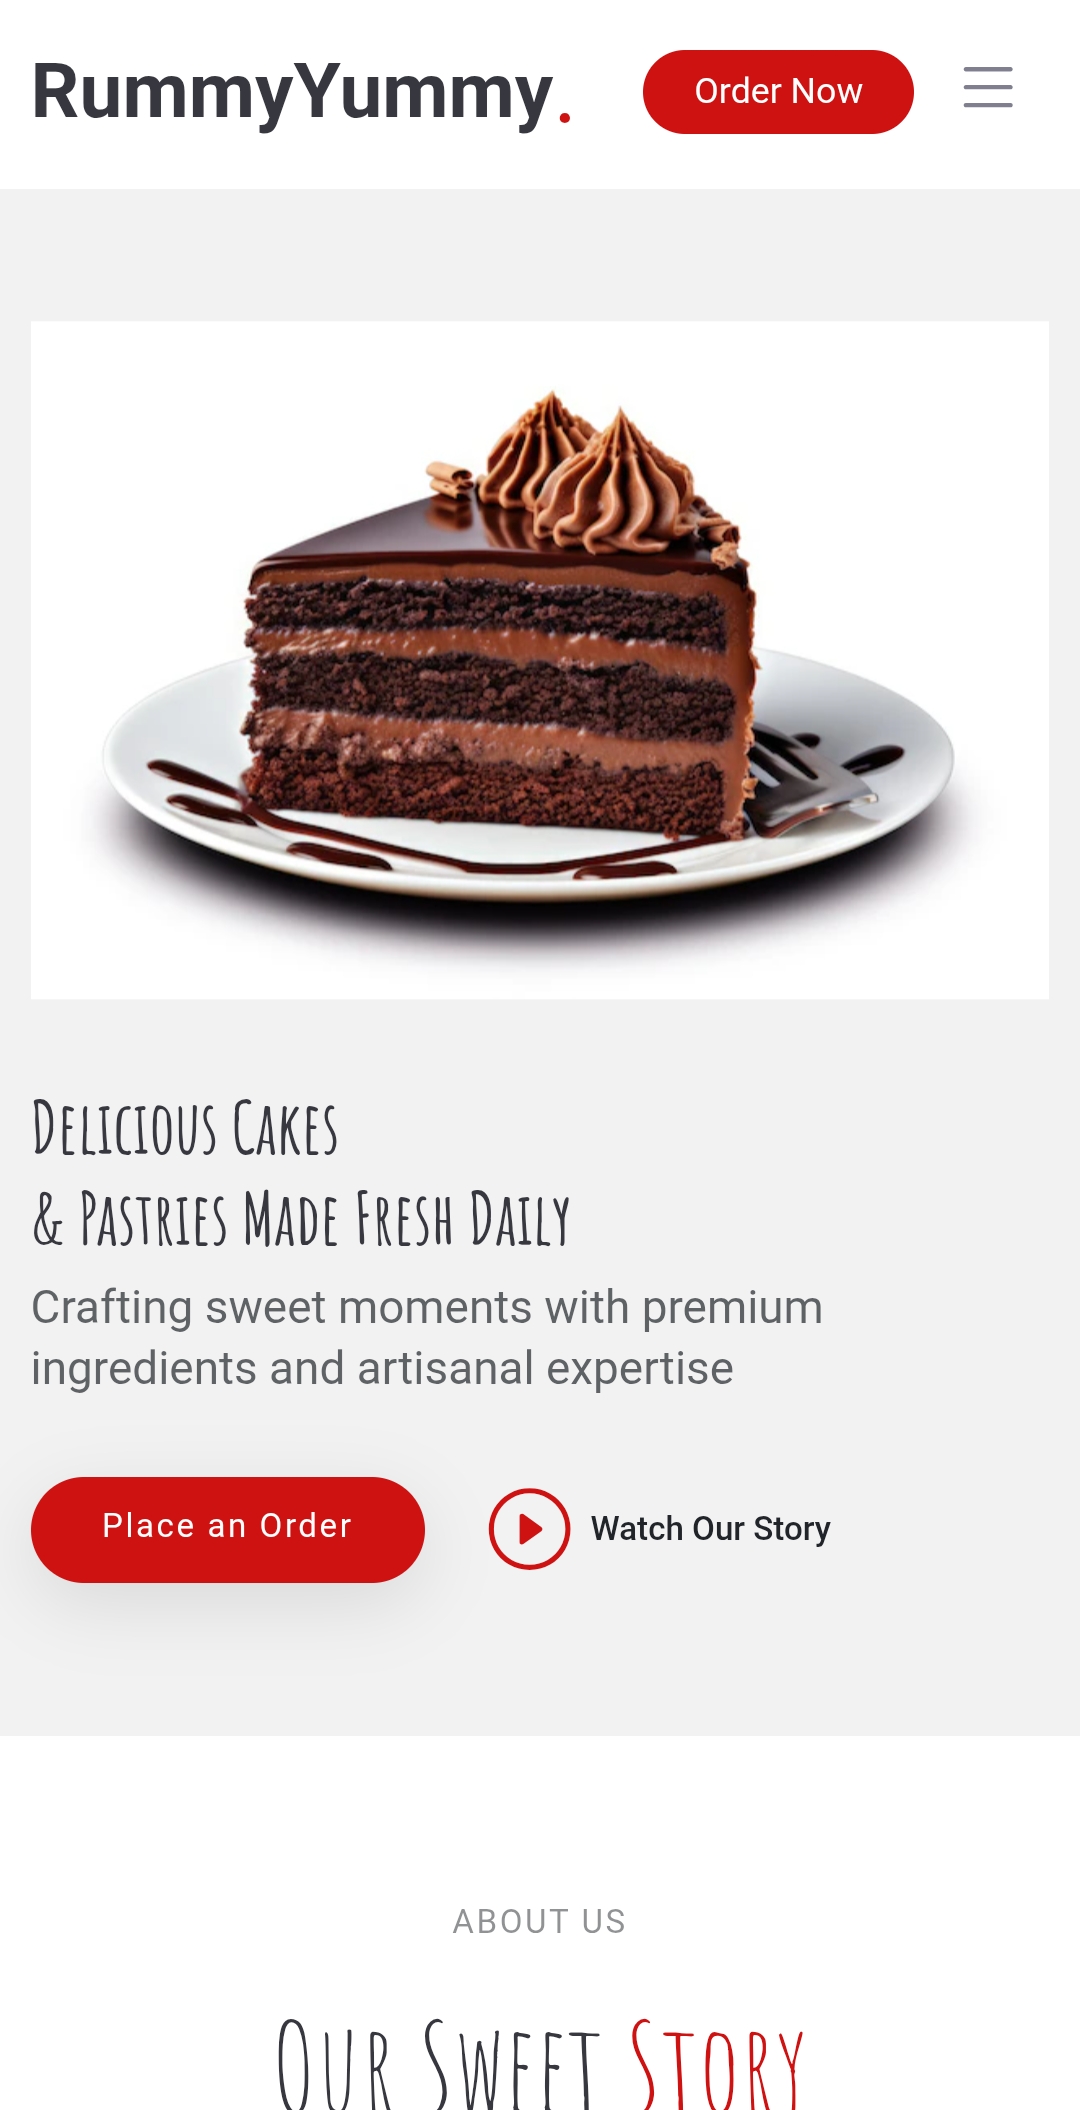 RummyYummy.
Order Now
Delicious Cakes
& Pastries Made Fresh Daily
Crafting sweet moments with premium
ingredients and artisanal expertise
Place an Order
Watch Our Story
ABOUT US
Our Sweet Story